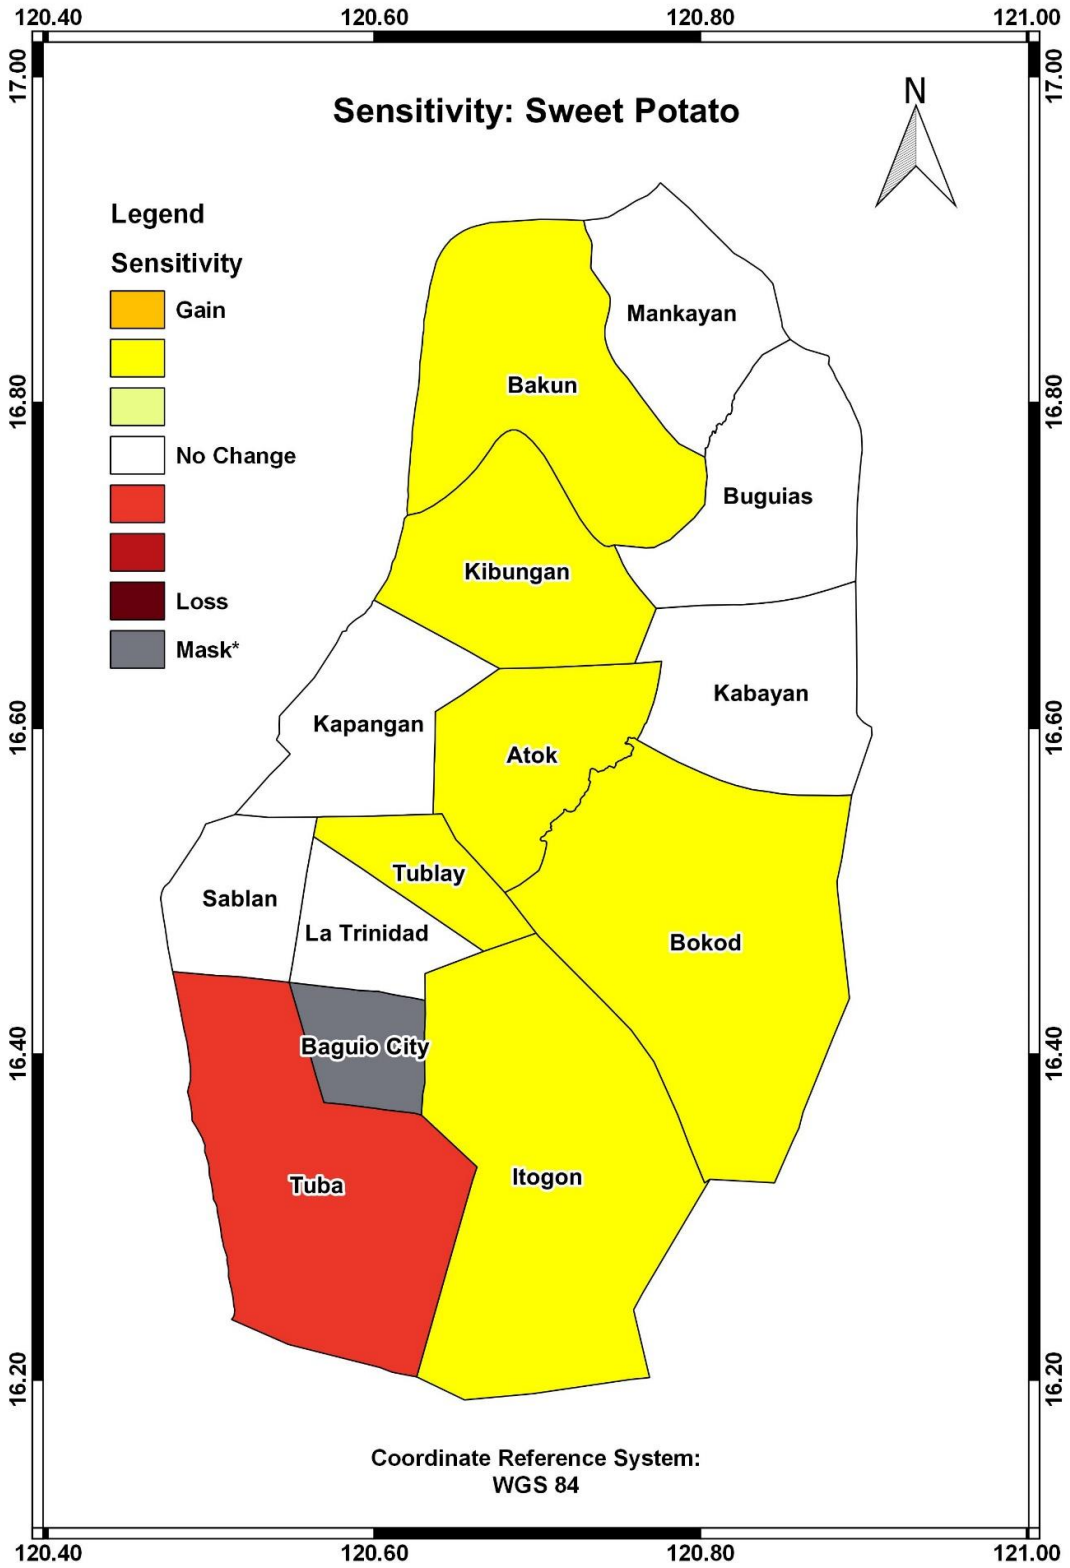 120.40 120.60 120.80 121.00
17.00 17.00
Sensitivity: Sweet Potato
N
Legend
Sensitivity
Gain
No Change
Loss
Mask*
Mankayan
Bakun
16.80 16.80
Buguias
Kibungan
Kabayan
Kapangan
16.60 16.60
Atok
Tublay
Sablan
La Trinidad
Bokod
Baguio City
16.40 16.40
Itogon
Tuba
16.20 16.20
Coordinate Reference System:
WGS 84
120.40 120.60 120.80 121.00